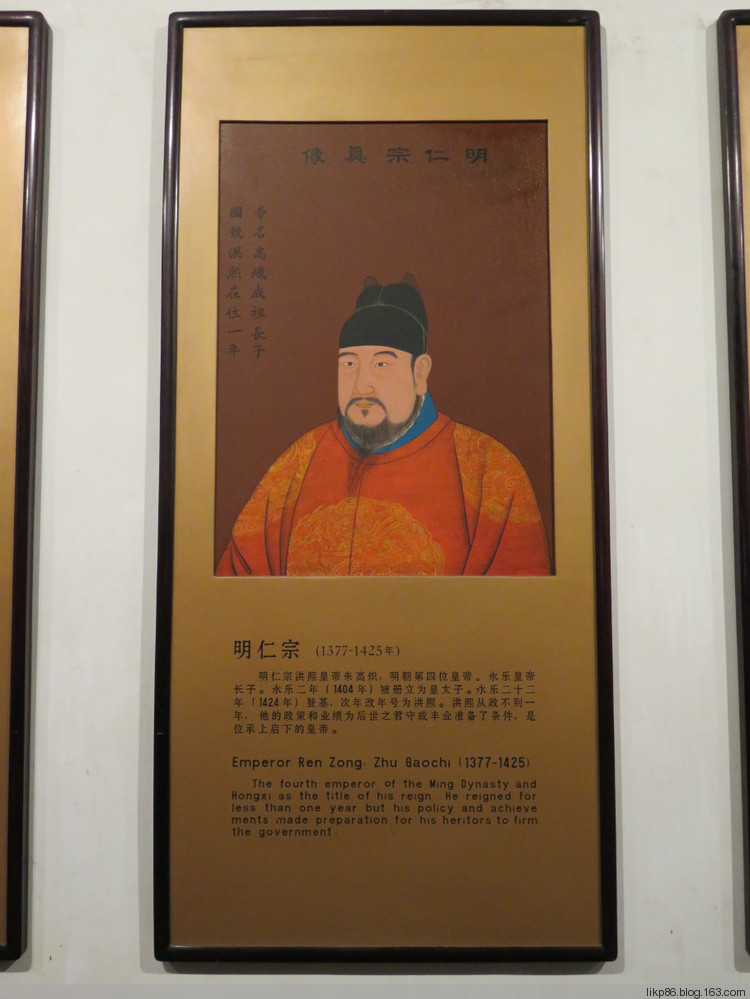 明仁宗真像
帝名高熾成祖長子
國號洪熙在位一年
明仁宗 (1377-1425年)
明仁宗洪熙皇帝朱高炽，明朝第四位皇帝。永乐皇帝
长子。永乐二年（1404年）被册立为皇太子。永乐二十二
年（1424年）登基，次年改年号为洪熙。洪熙从政不到一
年，他的政策和业绩为后世之君守成丰业准备了条件，是
位承上启下的皇帝。
Emperor Ren Zong, Zhu Gaochi (1377-1425)
The fourth emperor of the Ming Dynasty and
Hongxi as the title of his reign. He reigned for
less than one year but his policy and achieve
ments made preparation for his heritors to firm
the government.
likp86.blog.163.com